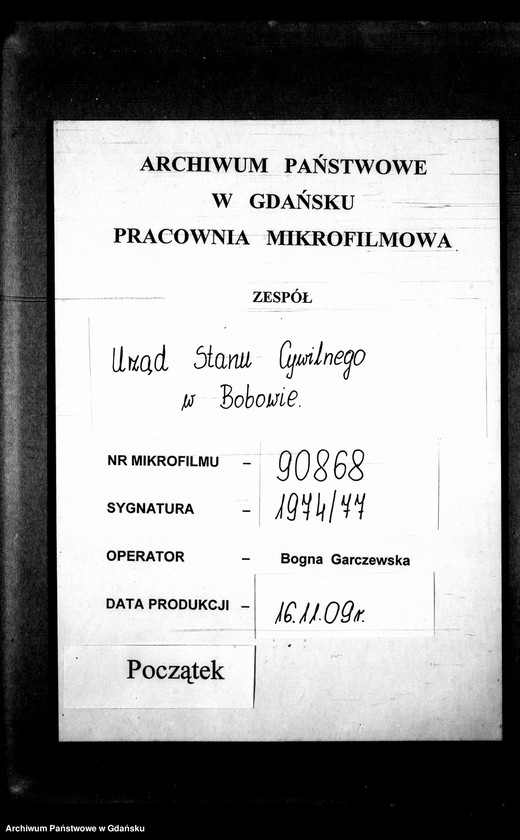 ARCHIWUM PAŃSTWOWE
W GDAŃSKU
PRACOWNIA MIKROFILMOWA
ZESPÓŁ
Urząd Stanu Cywilnego
w Bobowie.
NR MIKROFILMU – 90868
SYGNATURA – 1974/77
OPERATOR – Bogna Garczewska
DATA PRODUKCJI – 16.11.09r.
Początek
Archiwum Państwowe w Gdańsku